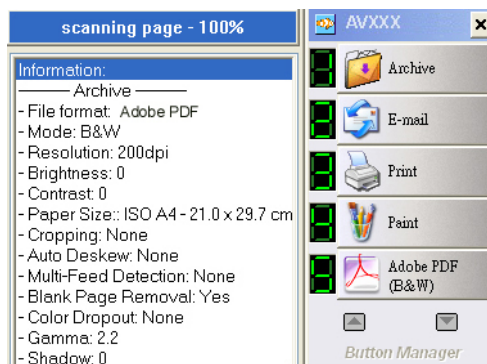 scanning page - 100%
Information:
Archive
- File format: Adobe PDF
- Mode: B&W
- Resolution: 200dpi
- Brightness: 0
- Contrast: 0
- Paper Size:: ISO A4 - 21.0 x 29.7 cm
- Cropping: None
- Auto Deskew: None
- Multi-Feed Detection: None
- Blank Page Removal: Yes
- Color Dropout: None
- Gamma: 2.2
- Shadow: 0
AVXXX
Archive
E-mail
Print
Paint
Adobe PDF
(B&W)
Button Manager